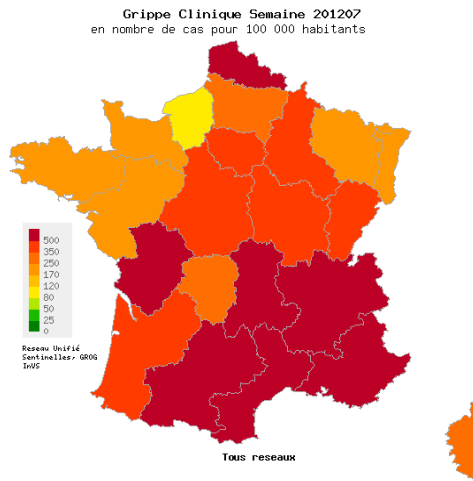 Grippe Clinique Semaine 201207
en nombre de cas pour 100 000 habitants
500
350
250
170
120
80
50
25
0
Reseau Unifié
Sentinelles, GROG
InVS
Tous reseaux